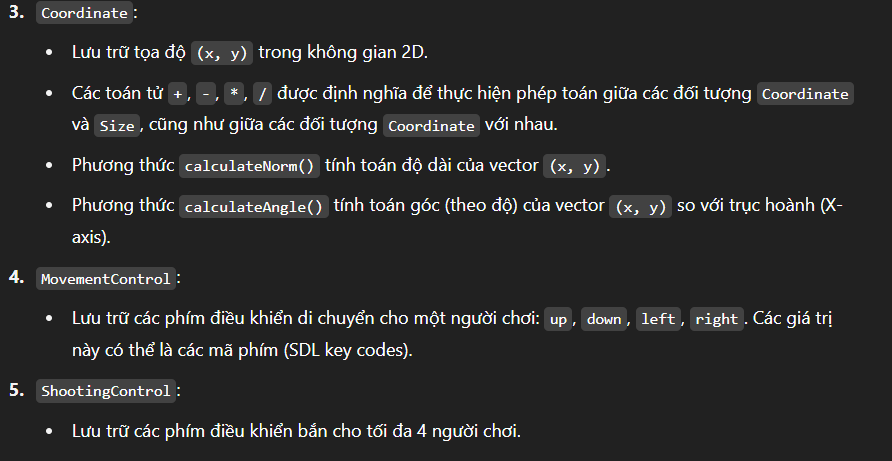 3. Coordinate:
• Lưu trữ tọa độ (x, y) trong không gian 2D.
• Các toán tử +, -, *, / được định nghĩa để thực hiện phép toán giữa các đối tượng Coordinate
và Size, cũng như giữa các đối tượng Coordinate với nhau.
• Phương thức calculateNorm() tính toán độ dài của vector (x, y).
• Phương thức calculateAngle() tính toán góc (theo độ) của vector (x, y) so với trục hoành (X-
axis).
4. MovementControl:
• Lưu trữ các phím điều khiển di chuyển cho một người chơi: up, down, left, right. Các giá trị
này có thể là các mã phím (SDL key codes).
5. ShootingControl:
• Lưu trữ các phím điều khiển bắn cho tối đa 4 người chơi.